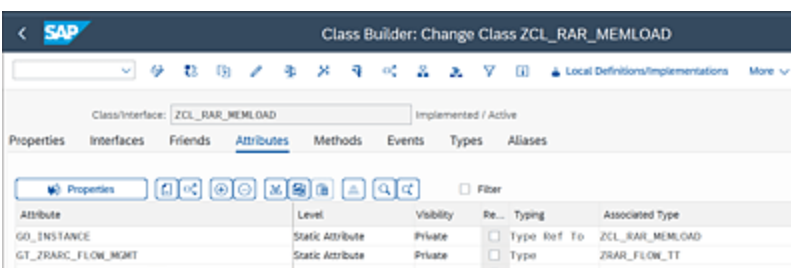 SAP Class Builder: Change Class ZCL_RAR_MEMLOAD
Local Definitions/Implementations More
Class/Interface: ZCL_RAR_MEMLOAD Implemented / Active
Properties Interfaces Friends Attributes Methods Events Types Aliases
Properties Filter
Attribute Level Visibility Re... Typing Associated Type
GO_INSTANCE Static Attribute Private Type Ref To ZCL_RAR_MEMLOAD
GT_ZRARC_FLOW_MGMT Static Attribute Private Type ZRAR_FLOW_TT